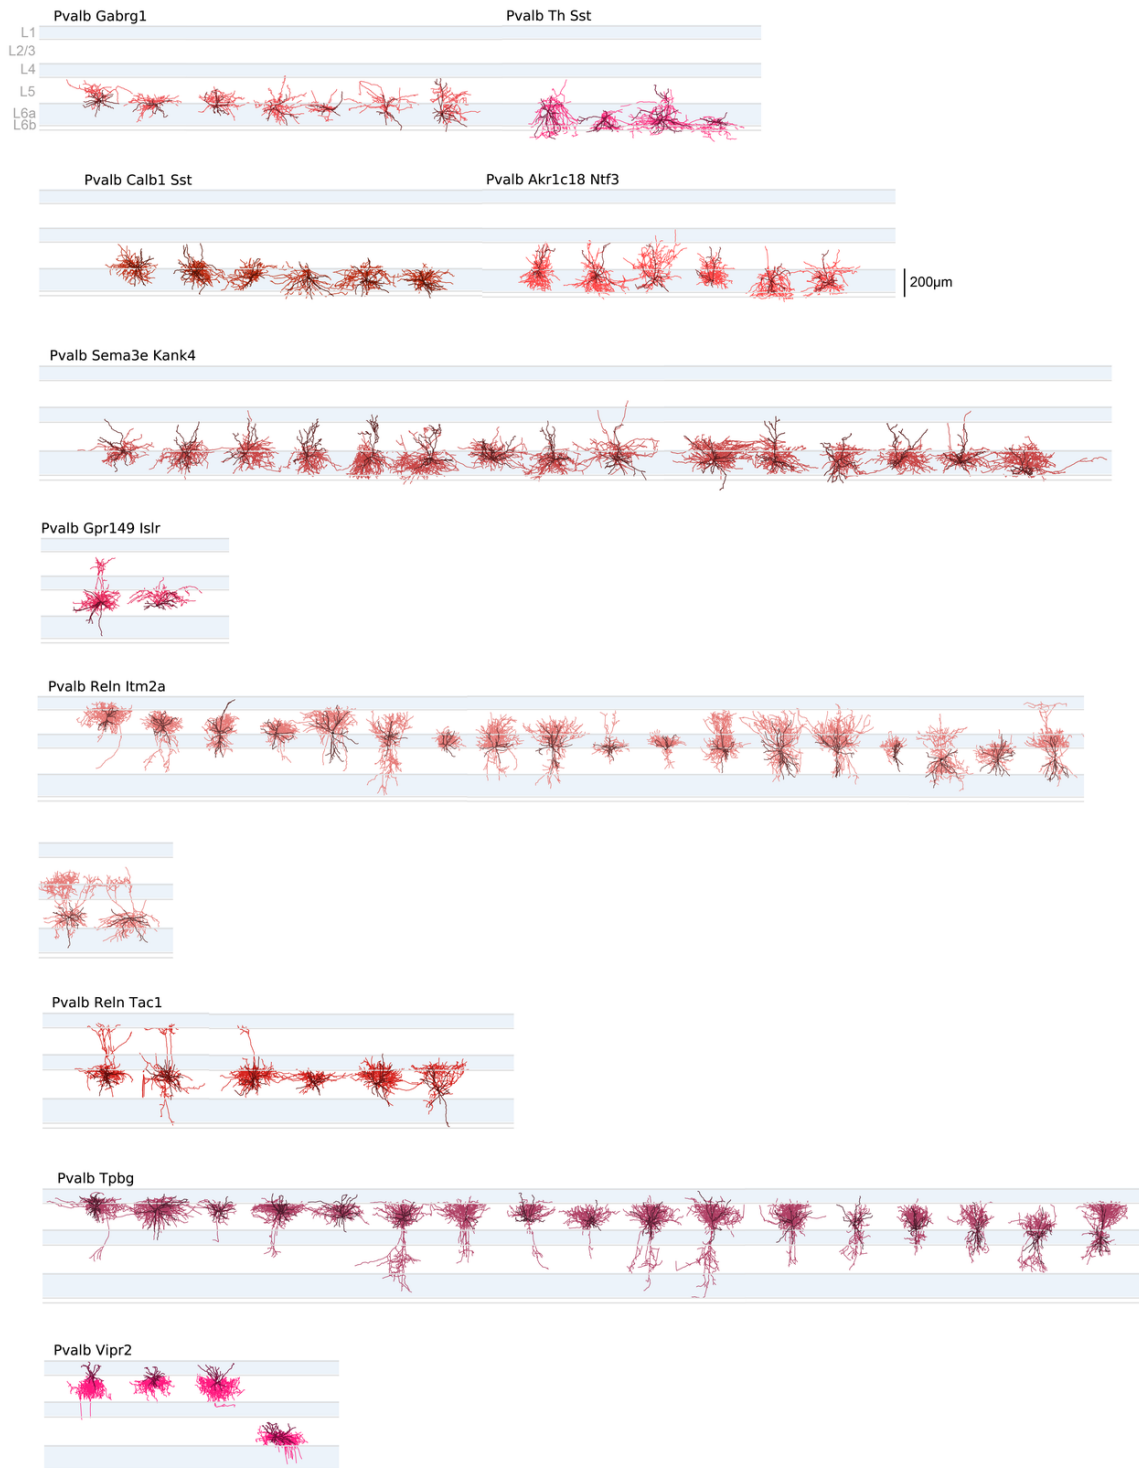 Pvalb Gabrg1
Pvalb Th Sst
L1
L2/3
L4
L5
L6a
L6b
Pvalb Calb1 Sst
Pvalb Akr1c18 Ntf3
200µm
Pvalb Sema3e Kank4
Pvalb Gpr149 Islr
Pvalb Reln Itm2a
Pvalb Reln Tac1
Pvalb Tpbg
Pvalb Vipr2